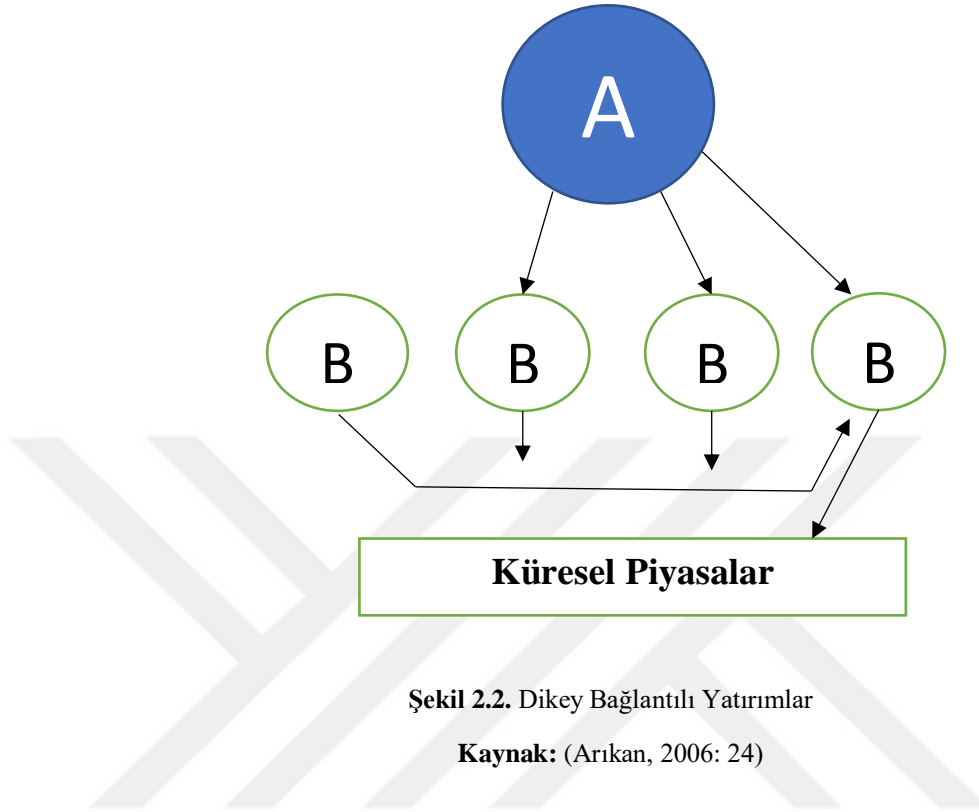 A
B B B B
Küresel Piyasalar
Şekil 2.2. Dikey Bağlantılı Yatırımlar
Kaynak: (Arıkan, 2006: 24)